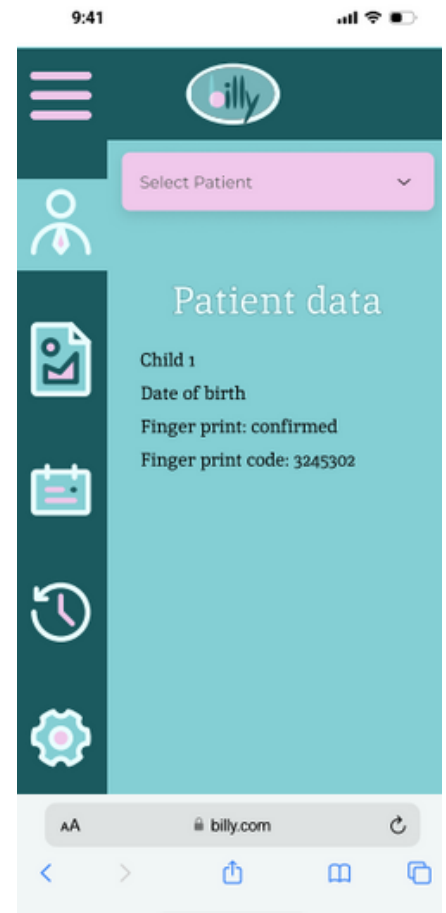 9:41
billy
Select Patient
Patient data
Child 1
Date of birth
Finger print: confirmed
Finger print code: 3245302
AA
billy.com